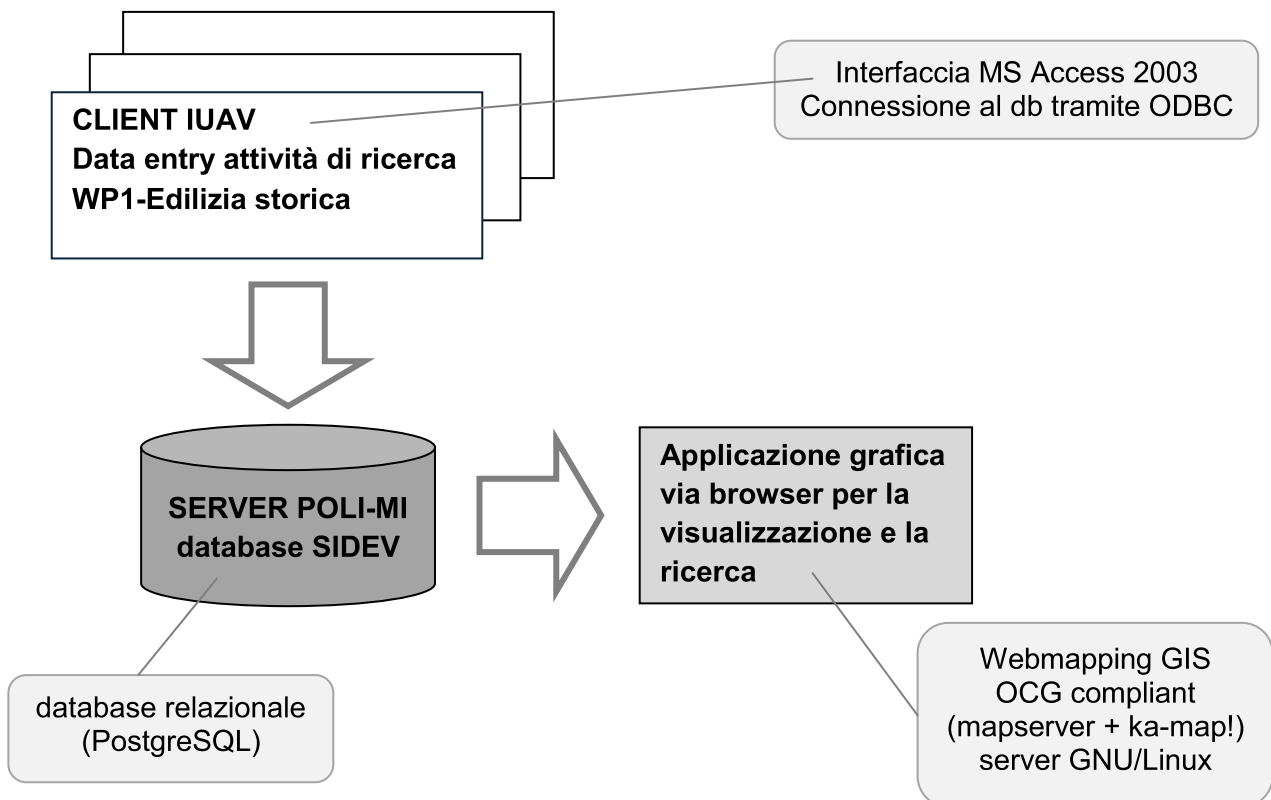 CLIENT IUAV
Data entry attività di ricerca
WP1-Edilizia storica
Interfaccia MS Access 2003
Connessione al db tramite ODBC
SERVER POLI-MI
database SIDEV
Applicazione grafica
via browser per la
visualizzazione e la
ricerca
database relazionale
(PostgreSQL)
Webmapping GIS
OCG compliant
(mapserver + ka-map!)
server GNU/Linux